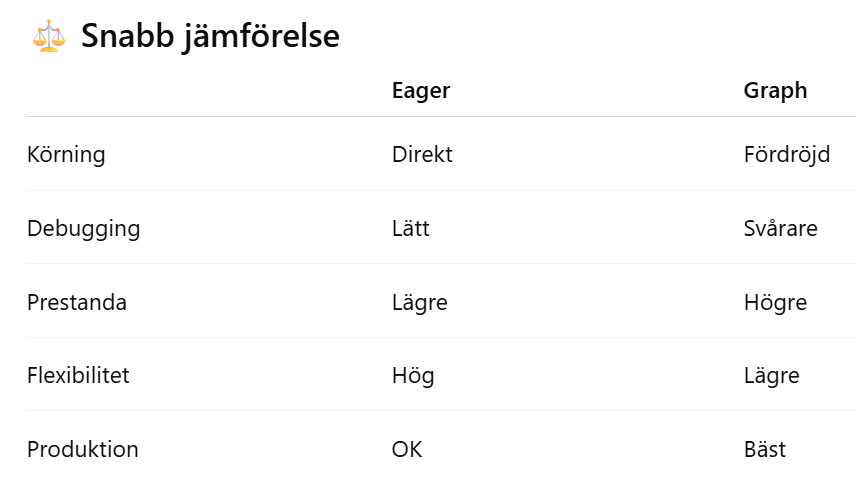 ⚖️ Snabb jämförelse
Eager Graph
Körning Direkt Fördröjd
Debugging Lätt Svårare
Prestanda Lägre Högre
Flexibilitet Hög Lägre
Produktion OK Bäst